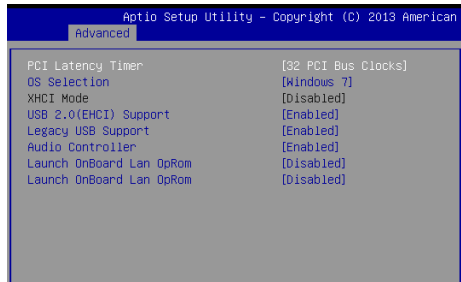 Aptio Setup Utility – Copyright (C) 2013 American
Advanced
PCI Latency Timer [32 PCI Bus Clocks]
OS Selection [Windows 7]
XHCI Mode [Disabled]
USB 2.0(EHCI) Support [Enabled]
Legacy USB Support [Enabled]
Audio Controller [Enabled]
Launch OnBoard Lan OpRom [Disabled]
Launch OnBoard Lan OpRom [Disabled]